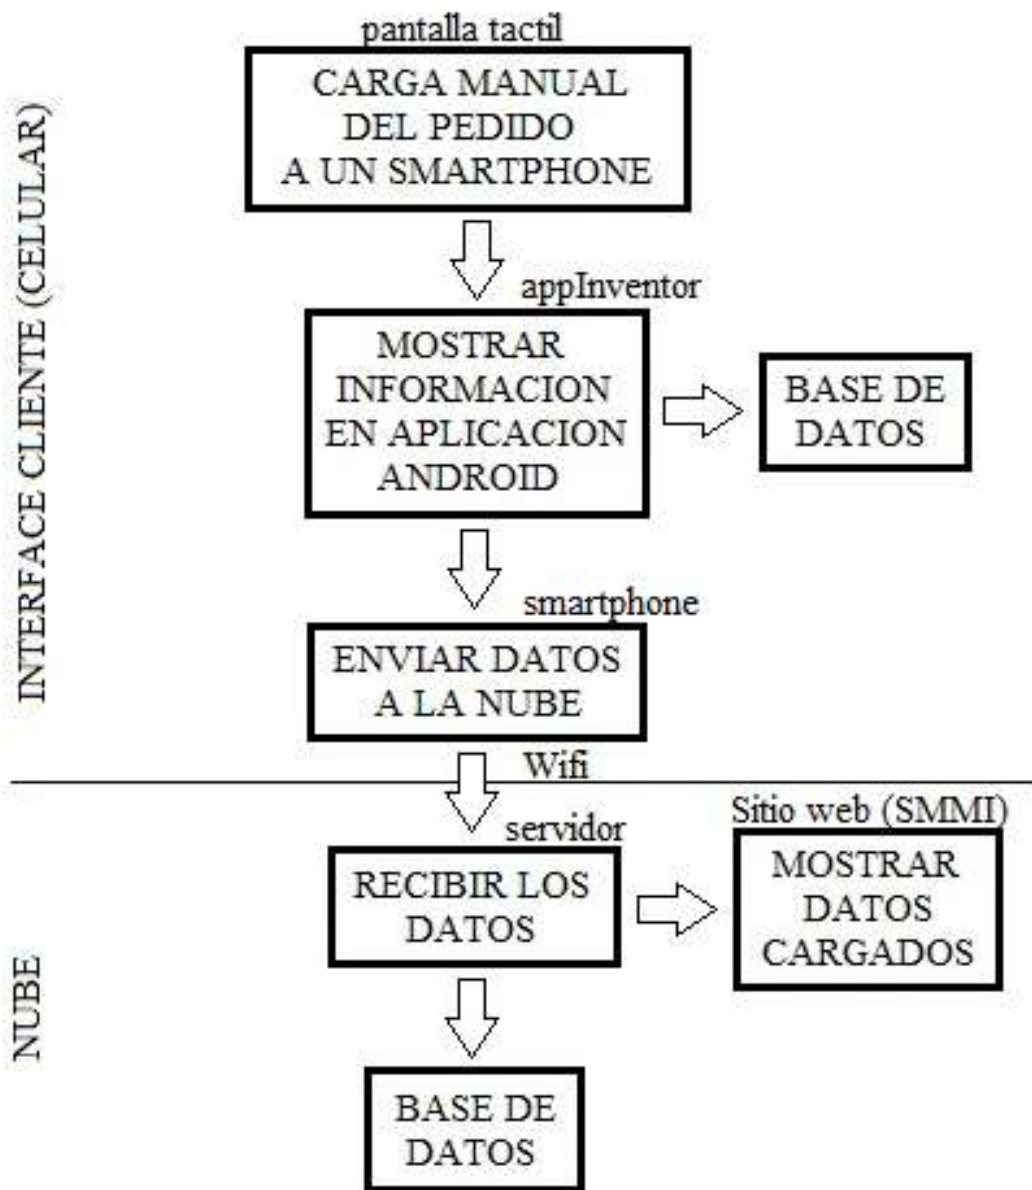 pantalla tactil
CARGA MANUAL
DEL PEDIDO
A UN SMARTPHONE
INTERFACE CLIENTE (CELULAR)
appInventor
MOSTRAR
INFORMACION
EN APLICACION
ANDROID
BASE DE
DATOS
smartphone
ENVIAR DATOS
A LA NUBE
Wifi
NUBE
servidor
RECIBIR LOS
DATOS
Sitio web (SMMI)
MOSTRAR
DATOS
CARGADOS
BASE DE
DATOS